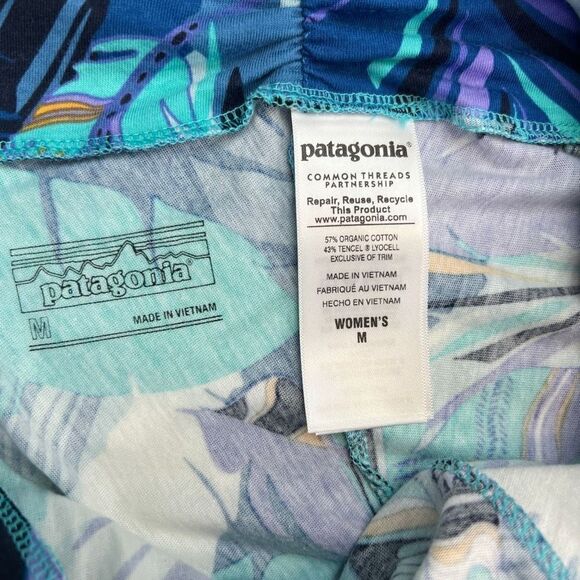 patagonia®
M
MADE IN VIETNAM
patagonia®
COMMON THREADS
PARTNERSHIP
Repair, Reuse, Recycle
This Product
www.patagonia.com
57% ORGANIC COTTON
43% TENCEL ® LYOCELL
EXCLUSIVE OF TRIM
MADE IN VIETNAM
FABRIQUÉ AU VIETNAM
HECHO EN VIETNAM
WOMEN'S
M